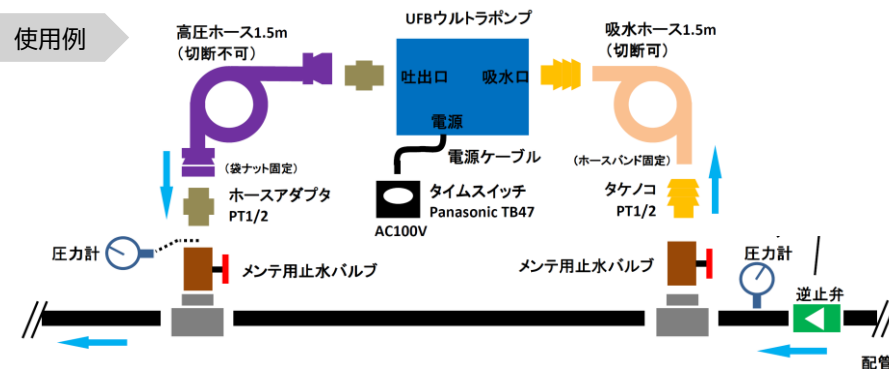 使用例
高圧ホース1.5m
（切断不可）
UFBウルトラポンプ
吸水ホース1.5m
（切断可）
吐出口
吸水口
電源
電源ケーブル
（袋ナット固定）
（ホースバンド固定）
ホースアダプタ
PT1/2
タイムスイッチ
Panasonic TB47
AC100V
タケノコ
PT1/2
圧力計
メンテ用止水バルブ
メンテ用止水バルブ
圧力計
逆止弁
配管